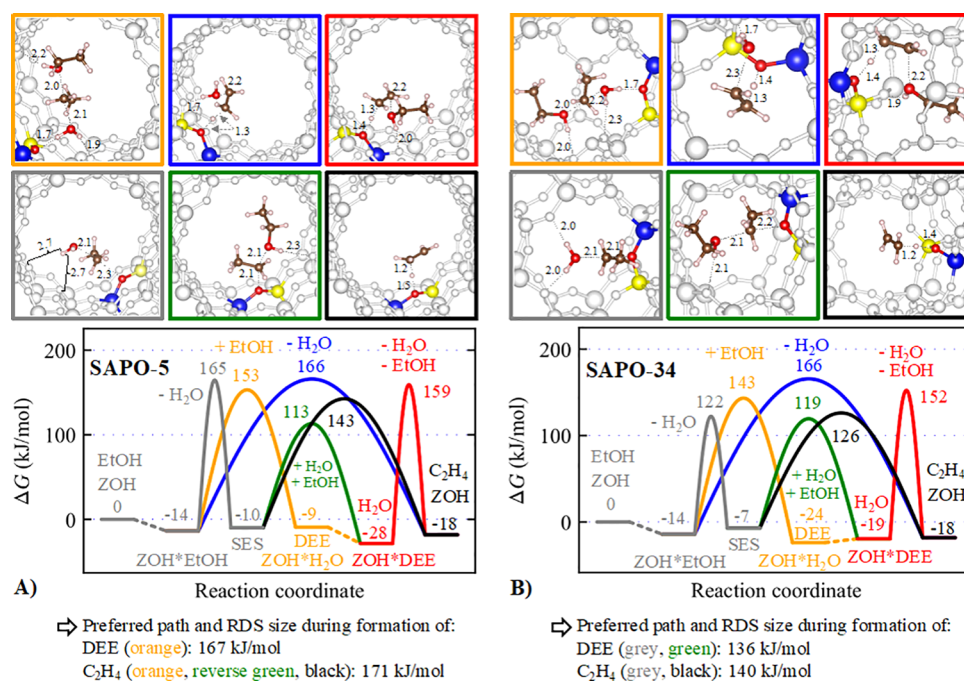 2.2
2.0
2.1
1.7
1.9
2.2
1.7
1.3
2.2
1.3
1.4
2.0
2.7
2.1
2.7
2.3
2.1
2.3
2.1
1.2
1.5
200
100
0
ΔG (kJ/mol)
SAPO-5
+ EtOH
- H₂O
- H₂O
- EtOH
165
153
166
159
- H₂O
113
143
+ H₂O
+ EtOH
EtOH
ZOH
0
C₂H₄
ZOH
H₂O
-14
-10
-9
-28
-18
SES
DEE
ZOH*EtOH
ZOH*H₂O
ZOH*DEE
A)
Reaction coordinate
Preferred path and RDS size during formation of:
DEE (orange): 167 kJ/mol
C₂H₄ (orange, reverse green, black): 171 kJ/mol
2.0
2.2
1.7
2.3
2.0
1.7
2.3
1.4
1.3
1.3
1.4
2.2
1.9
2.0
2.1
2.1
2.0
2.2
2.1
2.1
1.4
1.2
200
100
0
ΔG (kJ/mol)
SAPO-34
+ EtOH
- H₂O
- H₂O
- EtOH
122
143
166
152
- H₂O
119
126
+ H₂O
+ EtOH
EtOH
ZOH
0
C₂H₄
ZOH
H₂O
-14
-7
-24
-19
-18
SES
DEE
ZOH*EtOH
ZOH*H₂O
ZOH*DEE
B)
Reaction coordinate
Preferred path and RDS size during formation of:
DEE (grey, green): 136 kJ/mol
C₂H₄ (grey, black): 140 kJ/mol